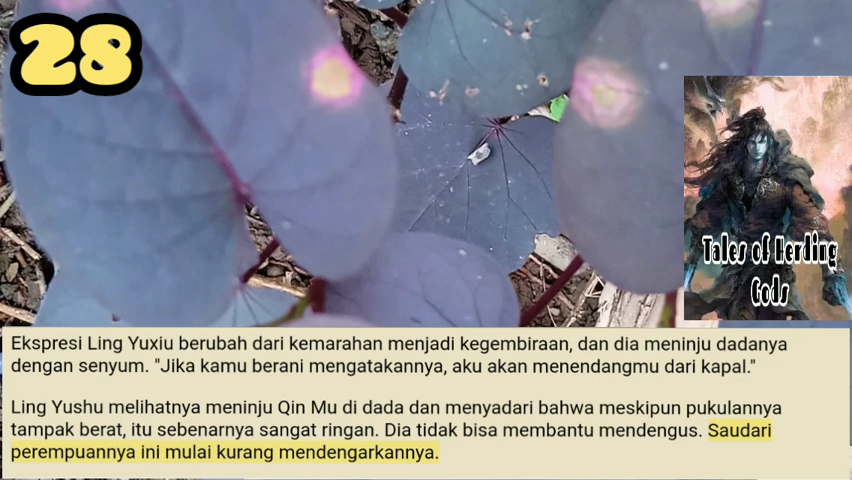 28
Tales of Herding
Gods
Ekspresi Ling Yuxiu berubah dari kemarahan menjadi kegembiraan, dan dia meninju dadanya
dengan senyum. "Jika kamu berani mengatakannya, aku akan menendangmu dari kapal."
Ling Yushu melihatnya meninju Qin Mu di dada dan menyadari bahwa meskipun pukulannya
tampak berat, itu sebenarnya sangat ringan. Dia tidak bisa membantu mendengus. Saudari
perempuannya ini mulai kurang mendengarkannya.